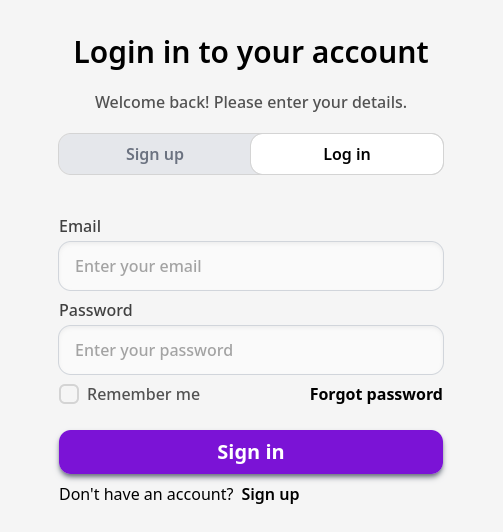 Login in to your account
Welcome back! Please enter your details.
Sign up Log in
Email
Enter your email
Password
Enter your password
Remember me Forgot password
Sign in
Don't have an account? Sign up